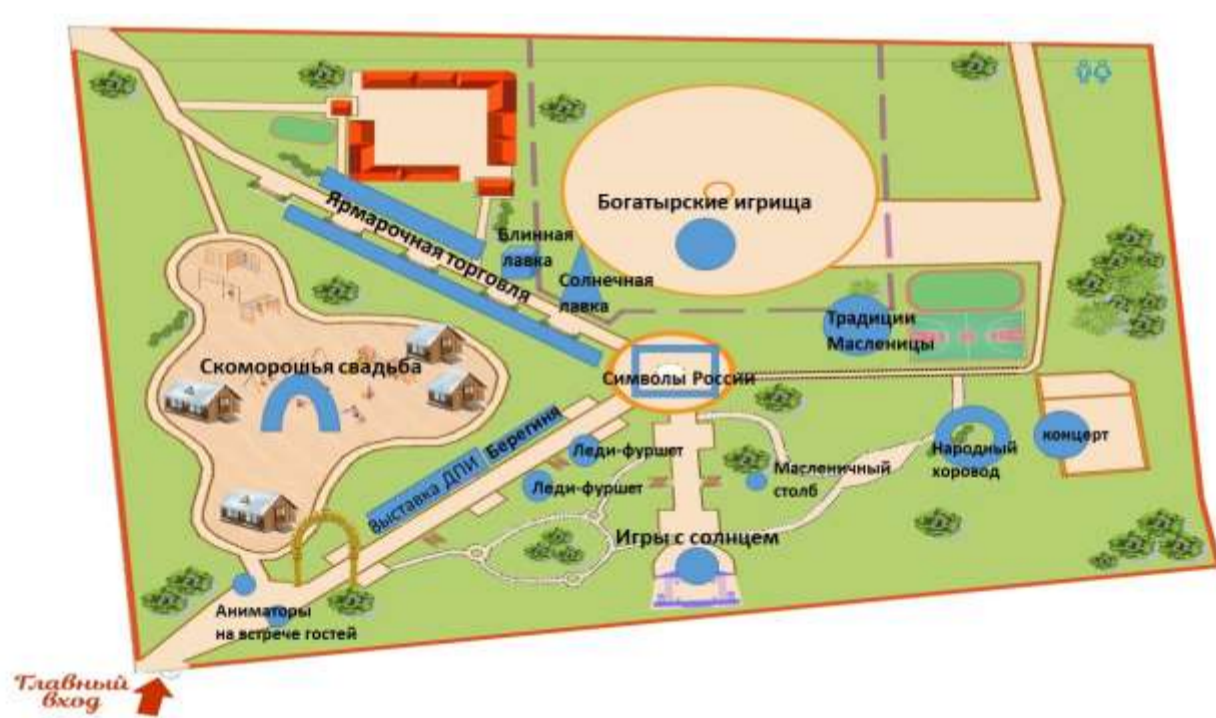 Богатырские игрища
Ярмарочная торговля
Блинная
лавка
Солнечная
лавка
Традиции
Масленицы
Скоморошья свадьба
Символы России
Выставка ДПИ Берегиня
Леди-фуршет
Леди-фуршет
Масленичный
столб
Народный
хоровод
концерт
Игры с солнцем
Аниматоры
на встрече гостей
Главный
вход